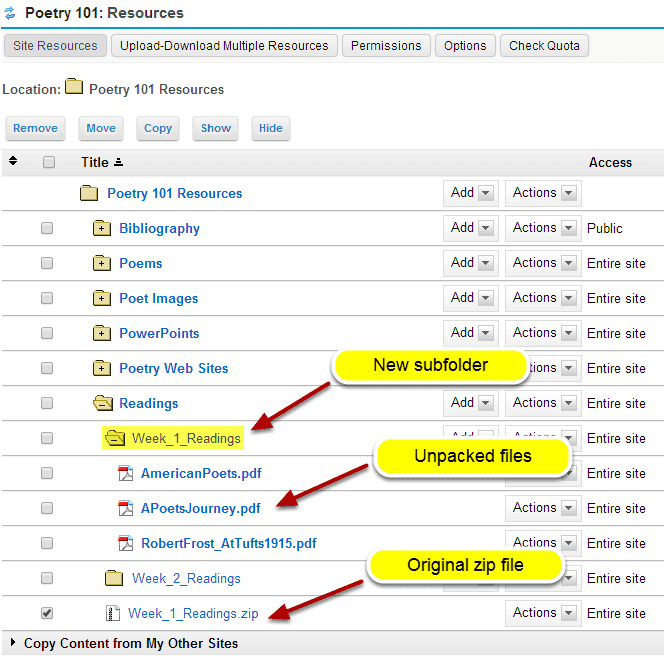 Poetry 101: Resources
Site Resources Upload-Download Multiple Resources Permissions Options Check Quota
Location: Poetry 101 Resources
Remove Move Copy Show Hide
Title Access
Poetry 101 Resources Add Actions
Bibliography Add Actions Public
Poems Add Actions Entire site
Poet Images Add Actions Entire site
PowerPoints Add Actions Entire site
Poetry Web Sites Entire site
New subfolder
Readings Add Actions Entire site
Week_1_Readings Entire site
Unpacked files
AmericanPoets.pdf Entire site
APoetsJourney.pdf Actions Entire site
RobertFrost_AtTufts1915.pdf Actions Entire site
Original zip file
Week_2_Readings Entire site
Week_1_Readings.zip Actions Entire site
Copy Content from My Other Sites